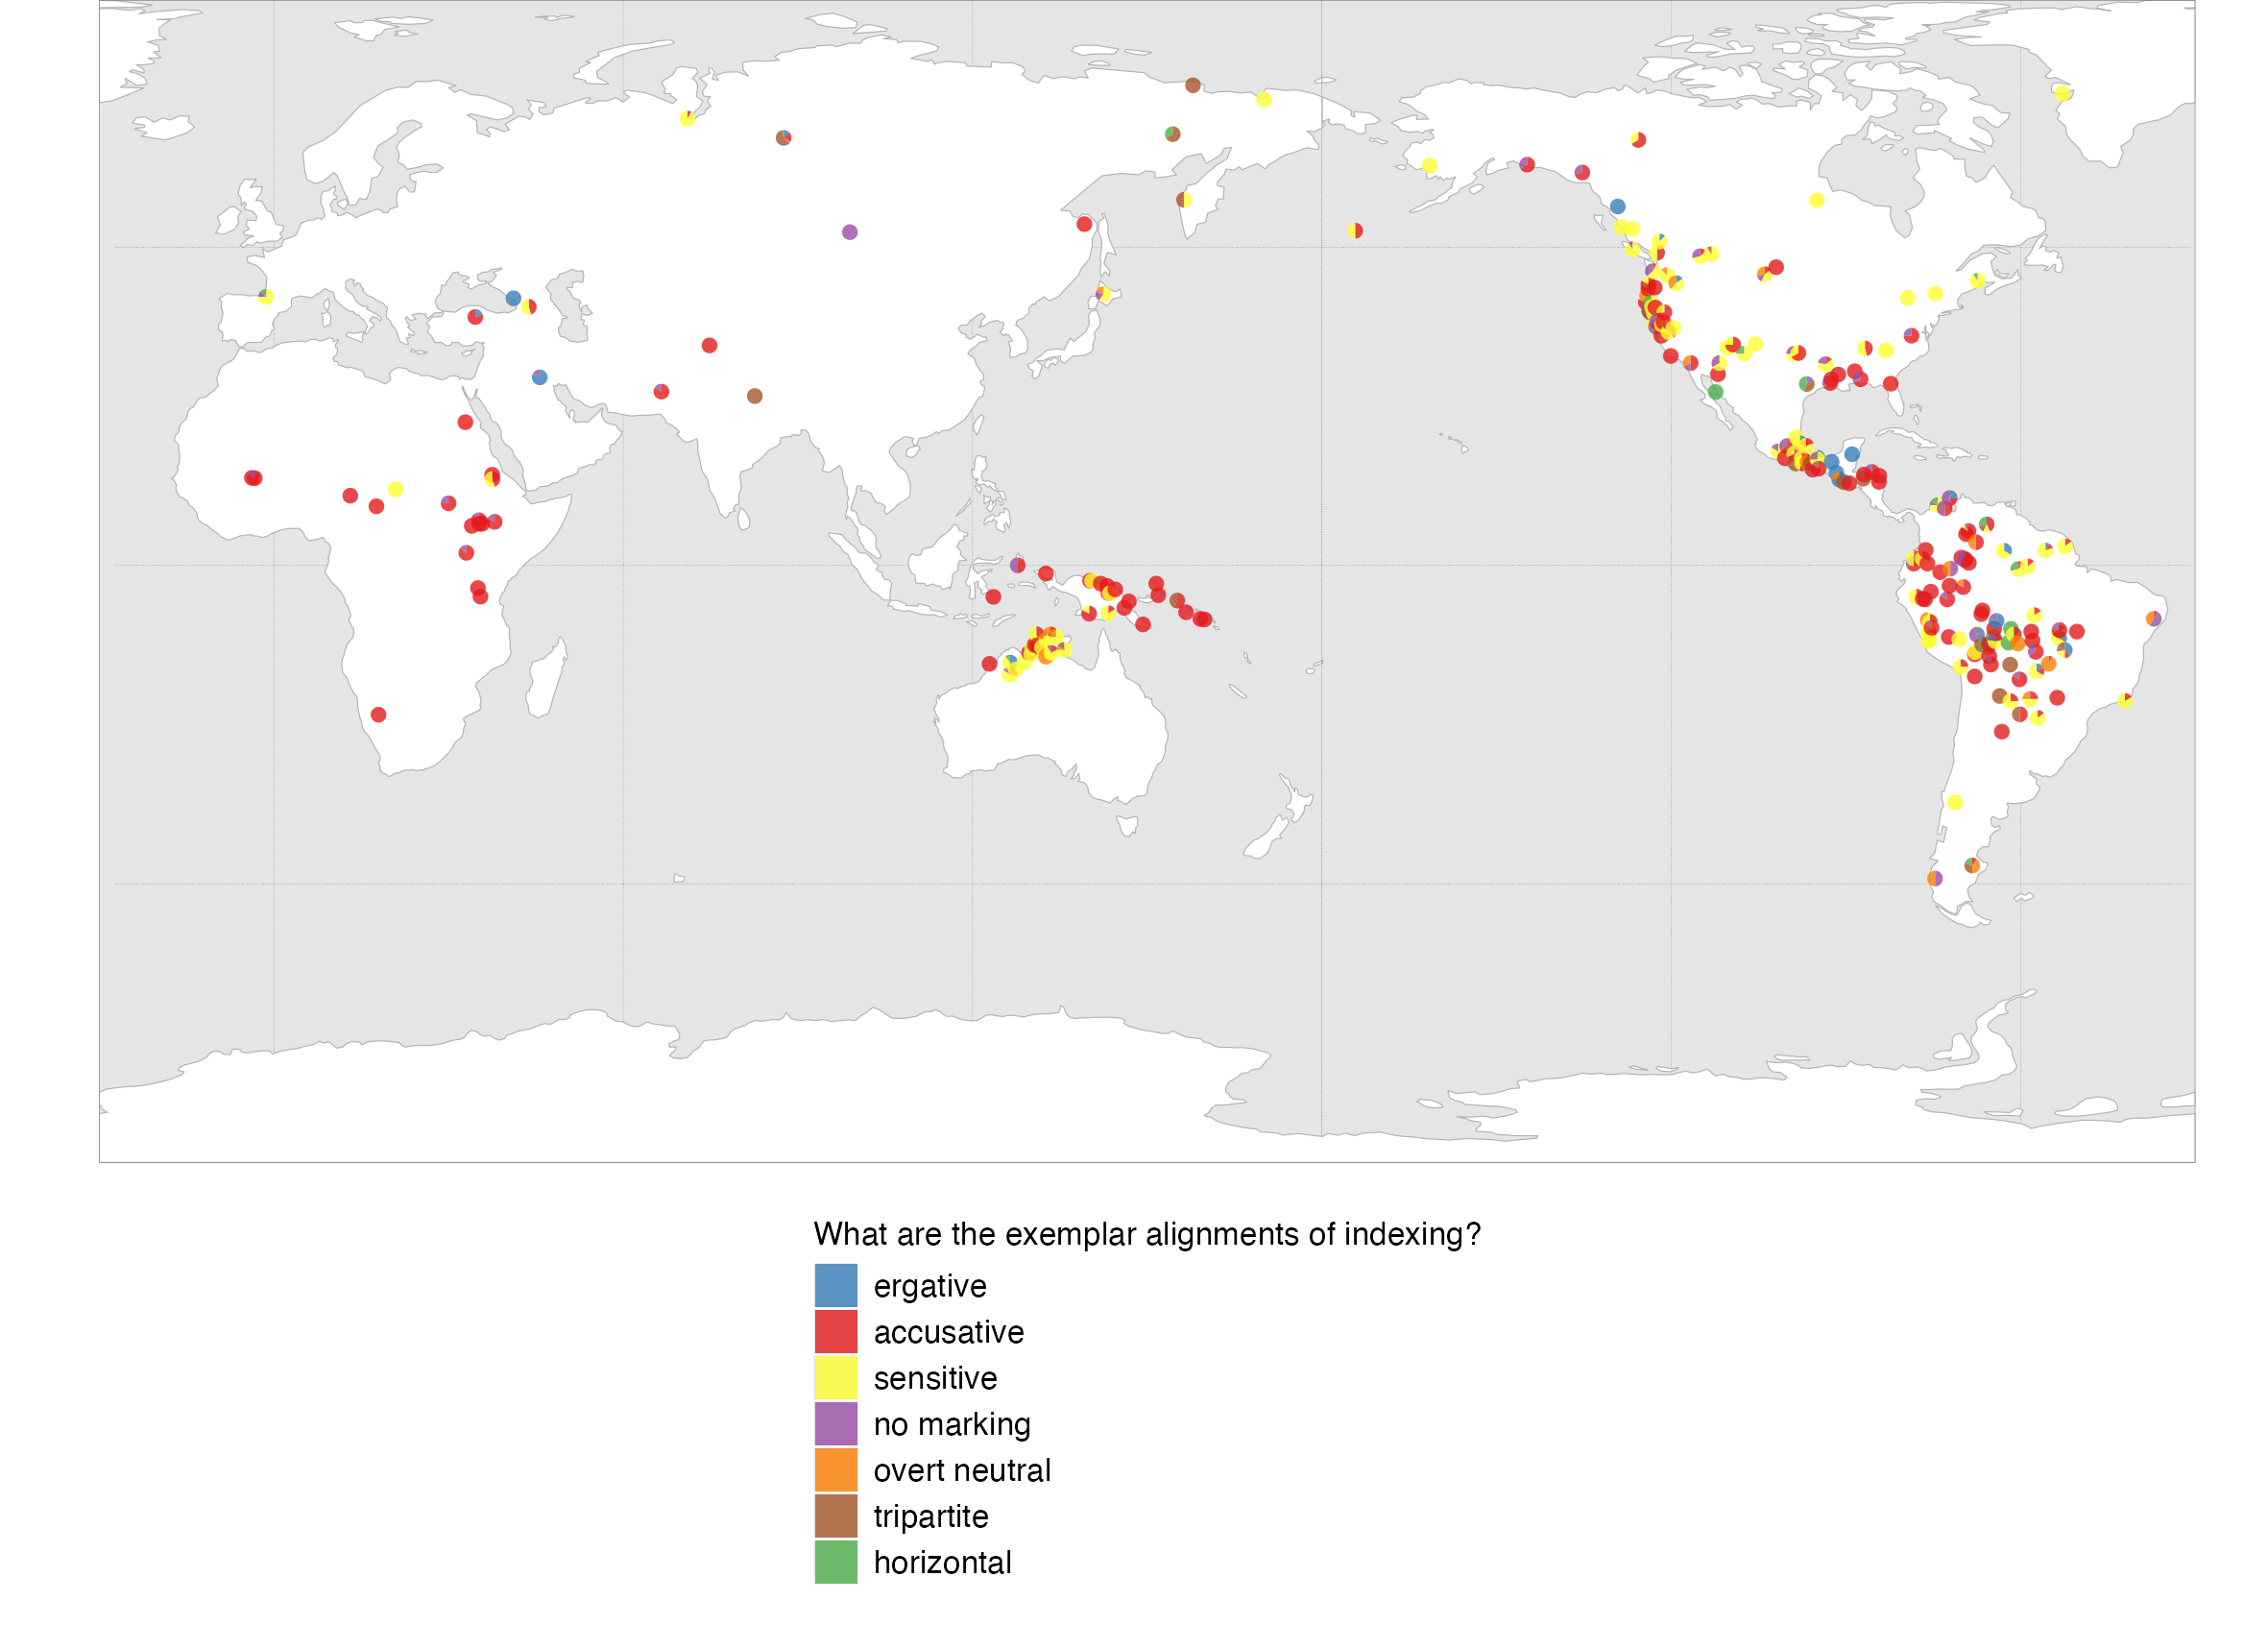 What are the exemplar alignments of indexing?
ergative
accusative
sensitive
no marking
overt neutral
tripartite
horizontal